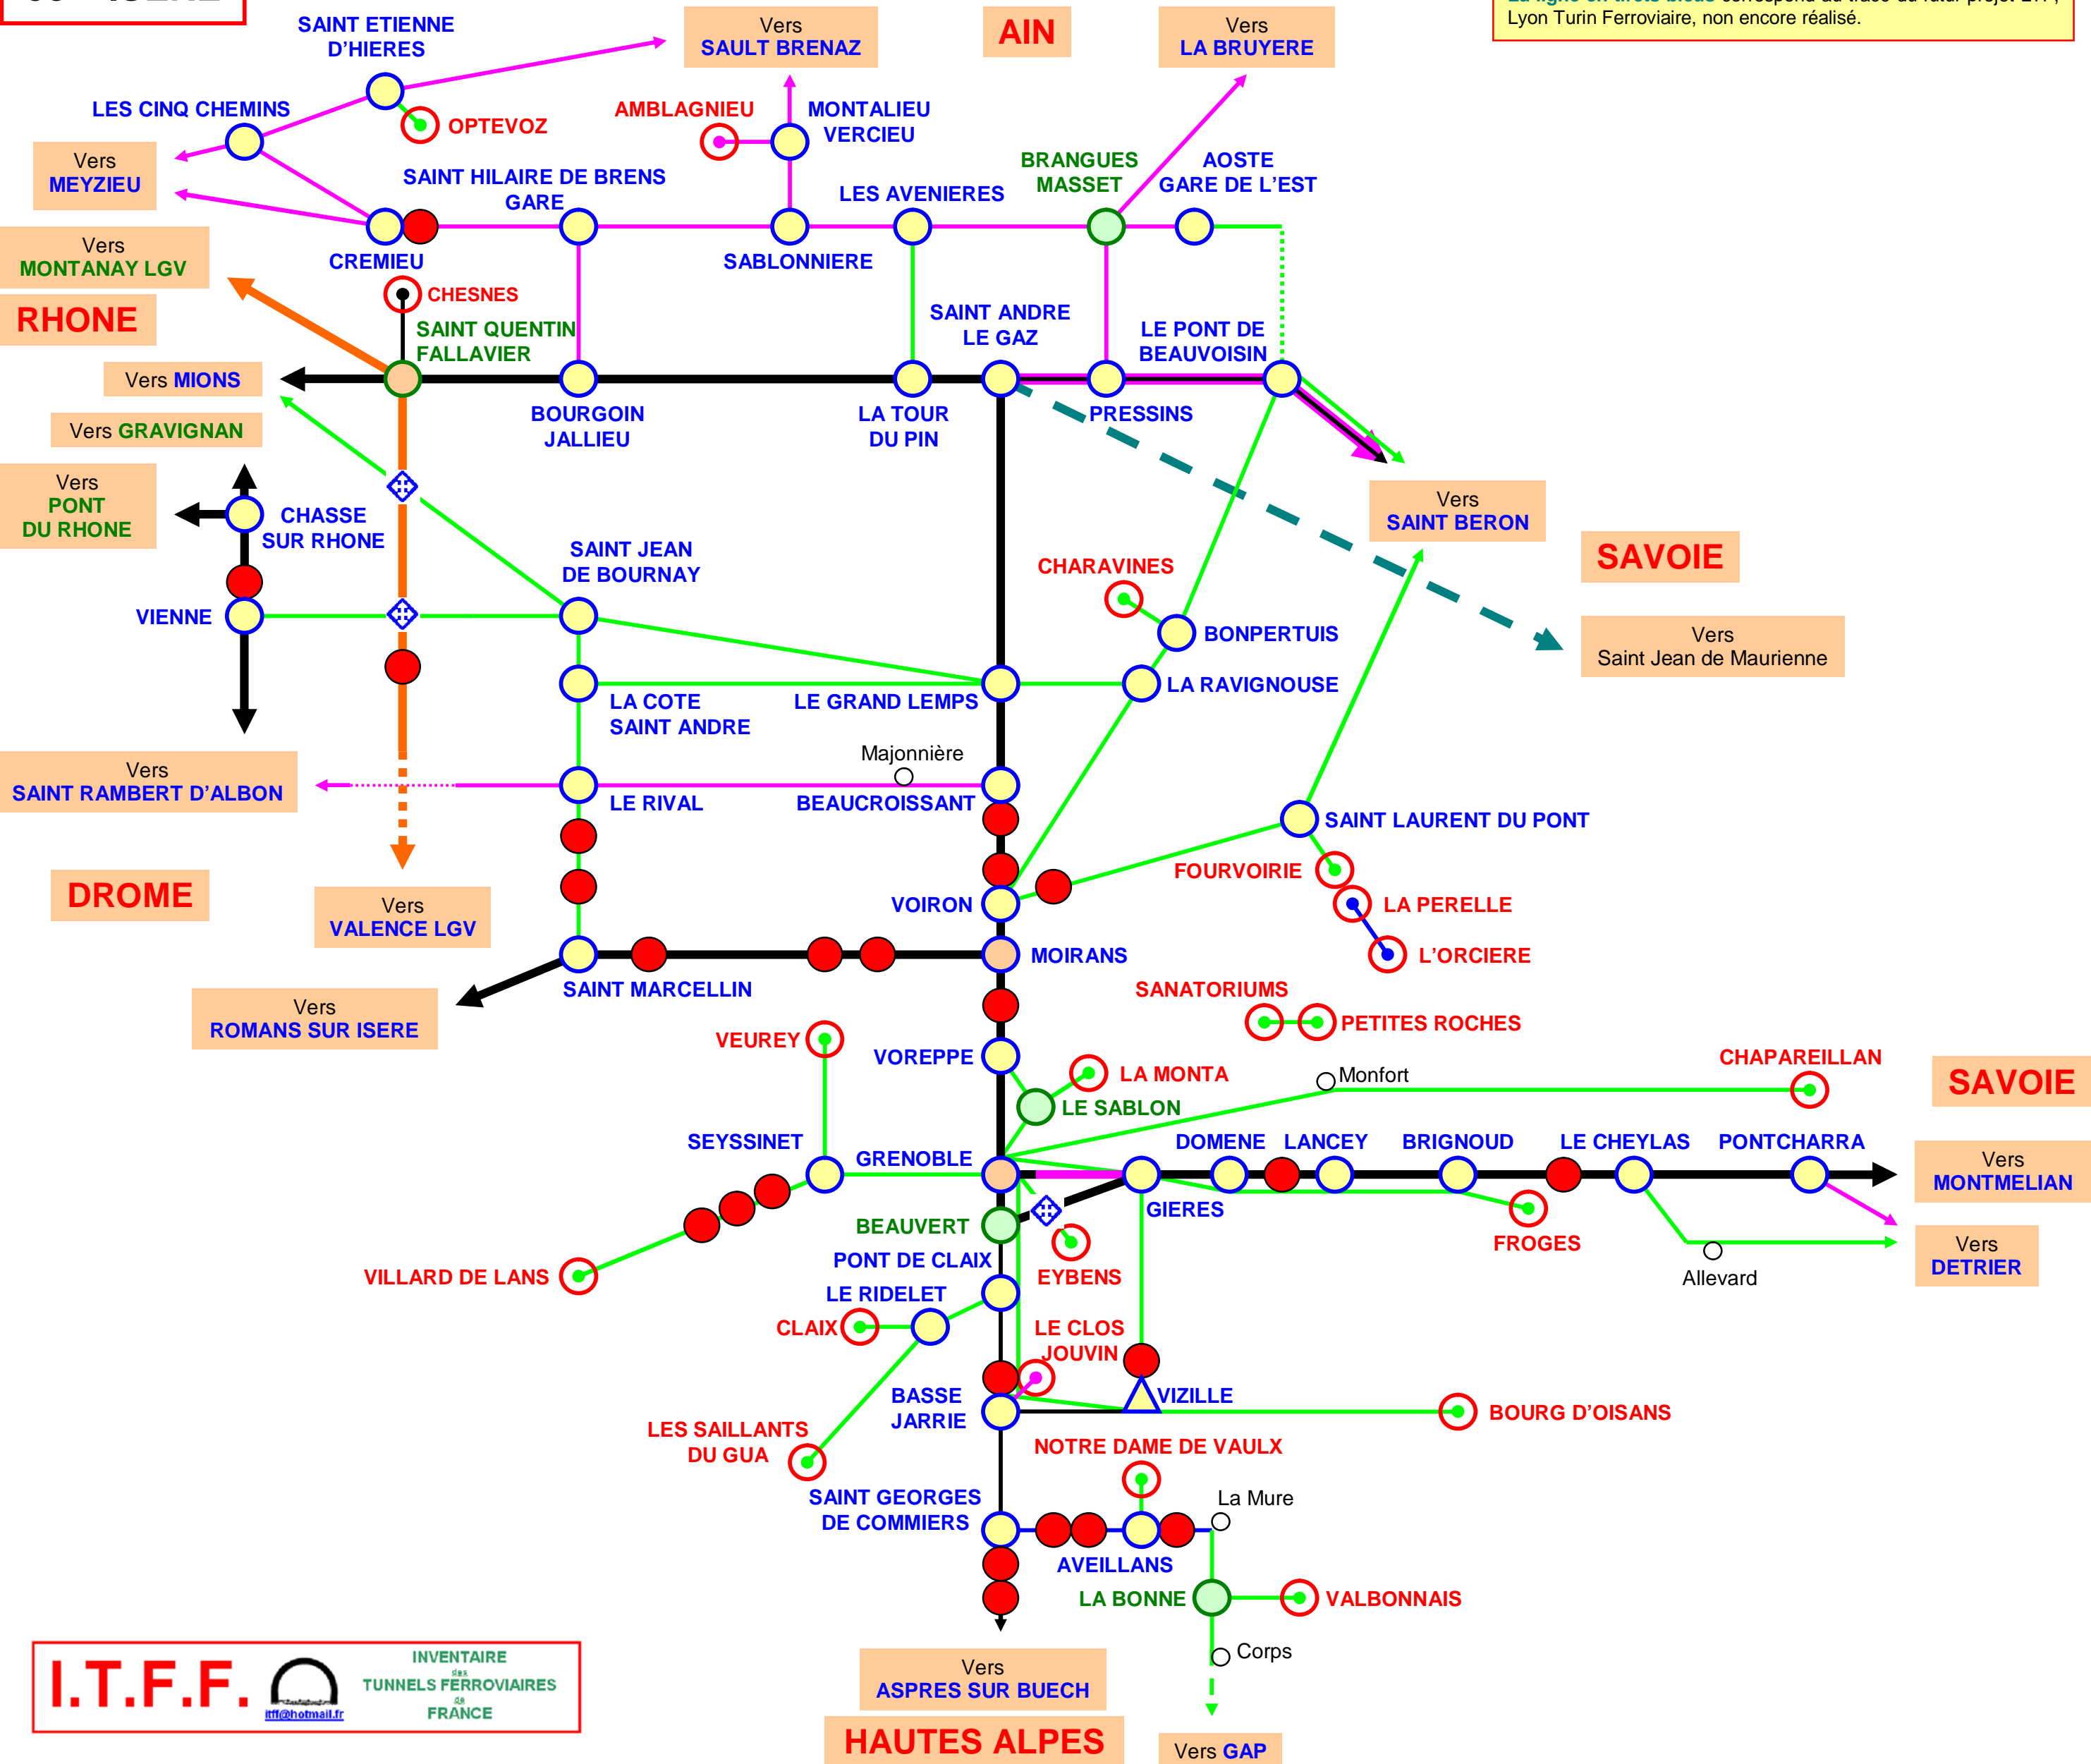 SAINT ETIENNE
D'HIERES
Vers
SAULT BRENAZ
AIN
Vers
LA BRUYERE
Lyon Turin Ferroviaire, non encore réalisé.
LES CINQ CHEMINS
OPTEVOZ
AMBLAGNIEU
MONTALIEU
VERCIEU
Vers
MEYZIEU
SAINT HILAIRE DE BRENS
GARE
LES AVENIERES
BRANGUES
MASSET
AOSTE
GARE DE L'EST
Vers
MONTANAY LGV
CREMIEU
SABLONNIERE
RHONE
CHESNES
SAINT QUENTIN
FALLAVIER
SAINT ANDRE
LE GAZ
LE PONT DE
BEAUVOISIN
Vers MIONS
BOURGOIN
JALLIEU
LA TOUR
DU PIN
PRESSINS
Vers GRAVIGNAN
Vers
PONT
DU RHONE
CHASSE
SUR RHONE
Vers
SAINT BERON
SAVOIE
SAINT JEAN
DE BOURNAY
CHARAVINES
VIENNE
BONPERTUIS
Vers
Saint Jean de Maurienne
LA COTE
SAINT ANDRE
LE GRAND LEMPS
LA RAVIGNOUSE
Majonnière
Vers
SAINT RAMBERT D'ALBON
LE RIVAL
BEAUCROISSANT
SAINT LAURENT DU PONT
DROME
FOURVOIRIE
Vers
VALENCE LGV
VOIRON
LA PERELLE
MOIRANS
L'ORCIERE
SAINT MARCELLIN
Vers
ROMANS SUR ISERE
SANATORIUMS
PETITES ROCHES
VEUREY
VOREPPE
LA MONTA
Monfort
CHAPAREILLAN
SAVOIE
LE SABLON
SEYSSINET
GRENOBLE
DOMENE
LANCEY
BRIGNOUD
LE CHEYLAS
PONTCHARRA
Vers
MONTMELIAN
GIERES
BEAUVERT
FROGES
Vers
DETRIER
PONT DE CLAIX
EYBENS
Allevard
VILLARD DE LANS
LE RIDELET
CLAIX
LE CLOS
JOUVIN
BASSE
JARRIE
VIZILLE
BOURG D'OISANS
LES SAILLANTS
DU GUA
NOTRE DAME DE VAULX
SAINT GEORGES
DE COMMIERS
La Mure
AVEILLANS
LA BONNE
VALBONNAIS
Corps
I.T.F.F.
itff@hotmail.fr
INVENTAIRE
des
TUNNELS FERROVIAIRES
de
FRANCE
Vers
ASPRES SUR BUECH
HAUTES ALPES
Vers GAP